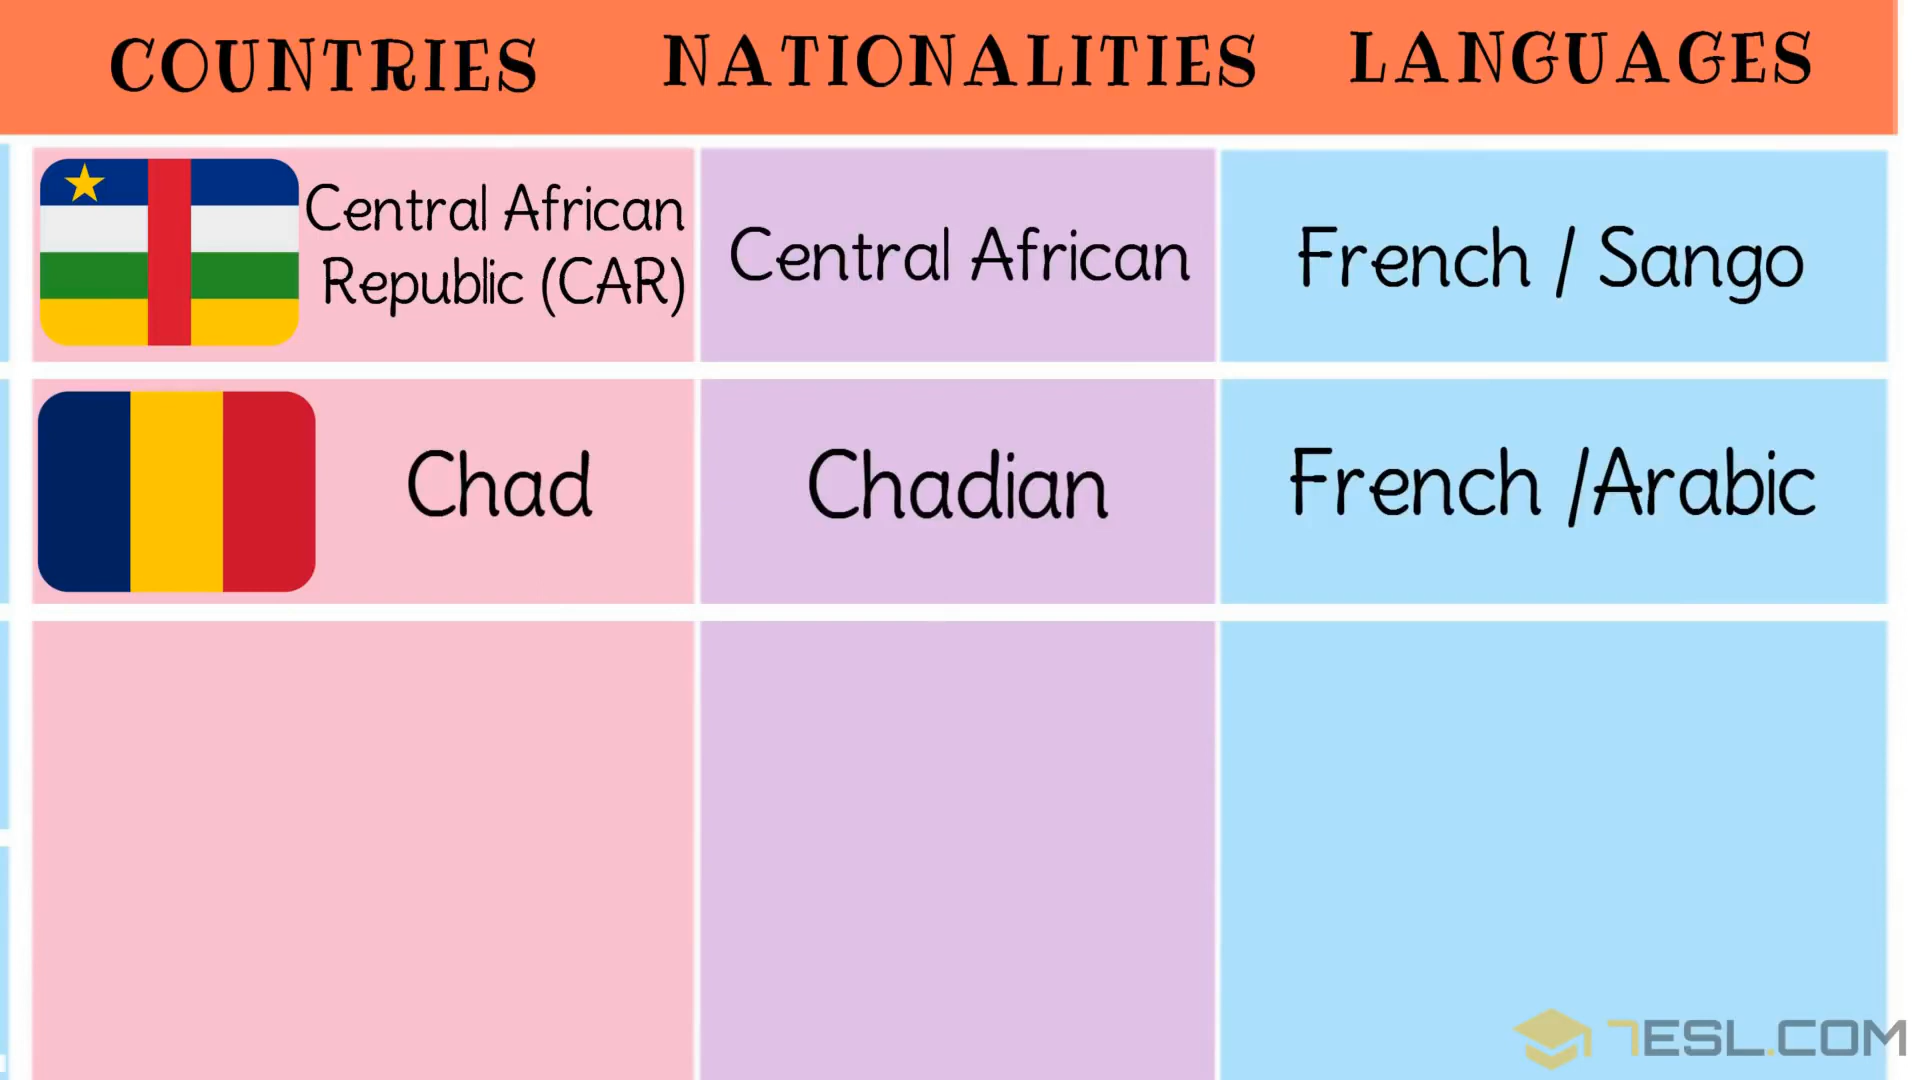 COUNTRIES NATIONALITIES LANGUAGES
Central African
Republic (CAR)
Central African
French / Sango
Chad
Chadian
French /Arabic
7ESL.COM